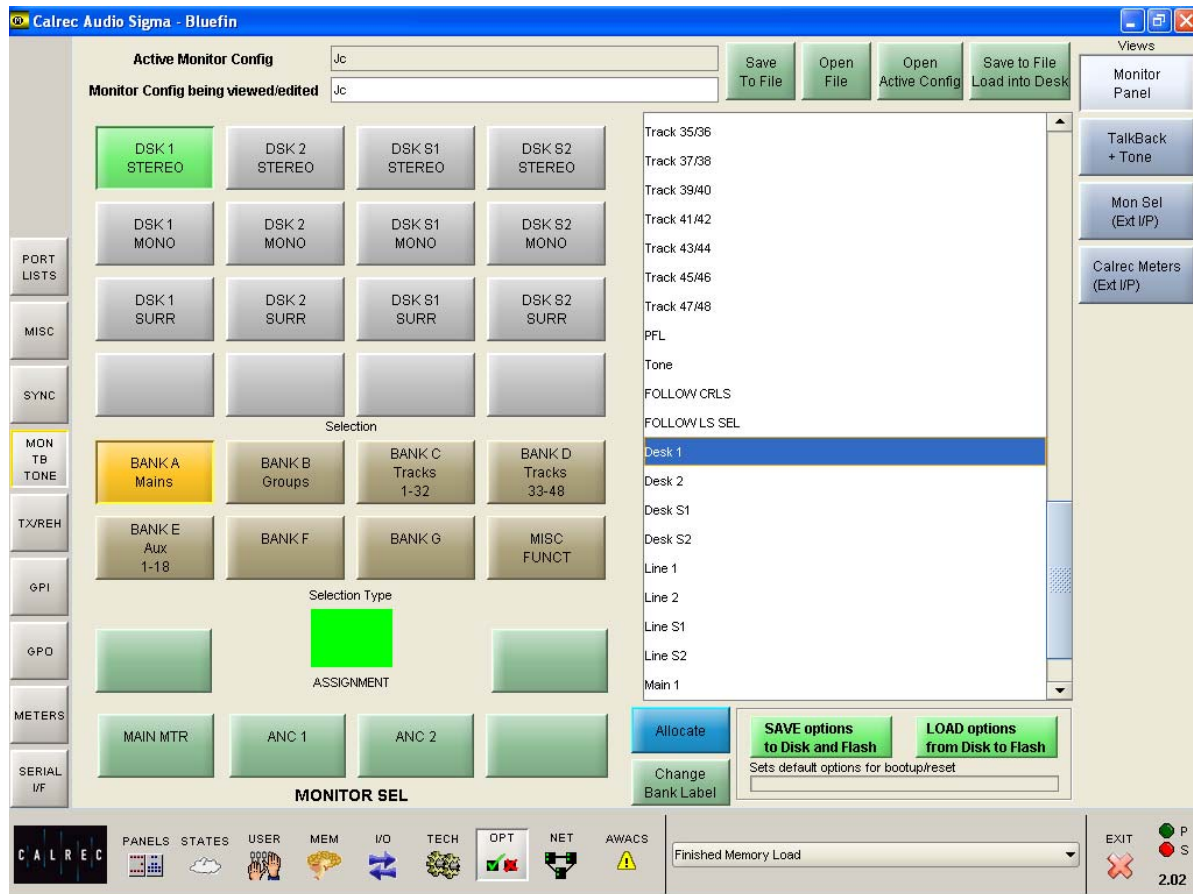 Calrec Audio Sigma - Bluefin
Active Monitor Config
Jc
Monitor Config being viewed/edited
Jc
Save
To File
Open
File
Open
Active Config
Save to File
Load into Desk
Views
Monitor
Panel
TalkBack
+ Tone
Mon Sel
(Ext I/P)
Calrec Meters
(Ext I/P)
PORT
LISTS
MISC
SYNC
MON
TB
TONE
TX/REH
GPI
GPO
METERS
SERIAL
I/F
DSK 1
STEREO
DSK 2
STEREO
DSK S1
STEREO
DSK S2
STEREO
DSK 1
MONO
DSK 2
MONO
DSK S1
MONO
DSK S2
MONO
DSK 1
SURR
DSK 2
SURR
DSK S1
SURR
DSK S2
SURR
Selection
BANK A
Mains
BANK B
Groups
BANK C
Tracks
1-32
BANK D
Tracks
33-48
BANK E
Aux
1-18
BANK F
BANK G
MISC
FUNCT
Selection Type
ASSIGNMENT
MAIN MTR
ANC 1
ANC 2
MONITOR SEL
Track 35/36
Track 37/38
Track 39/40
Track 41/42
Track 43/44
Track 45/46
Track 47/48
PFL
Tone
FOLLOW CRLS
FOLLOW LS SEL
Desk 1
Desk 2
Desk S1
Desk S2
Line 1
Line 2
Line S1
Line S2
Main 1
Allocate
Change
Bank Label
SAVE options
to Disk and Flash
LOAD options
from Disk to Flash
Sets default options for bootup/reset
CALREC
PANELS
STATES
USER
MEM
I/O
TECH
OPT
NET
AWACS
Finished Memory Load
EXIT
P
S
2.02